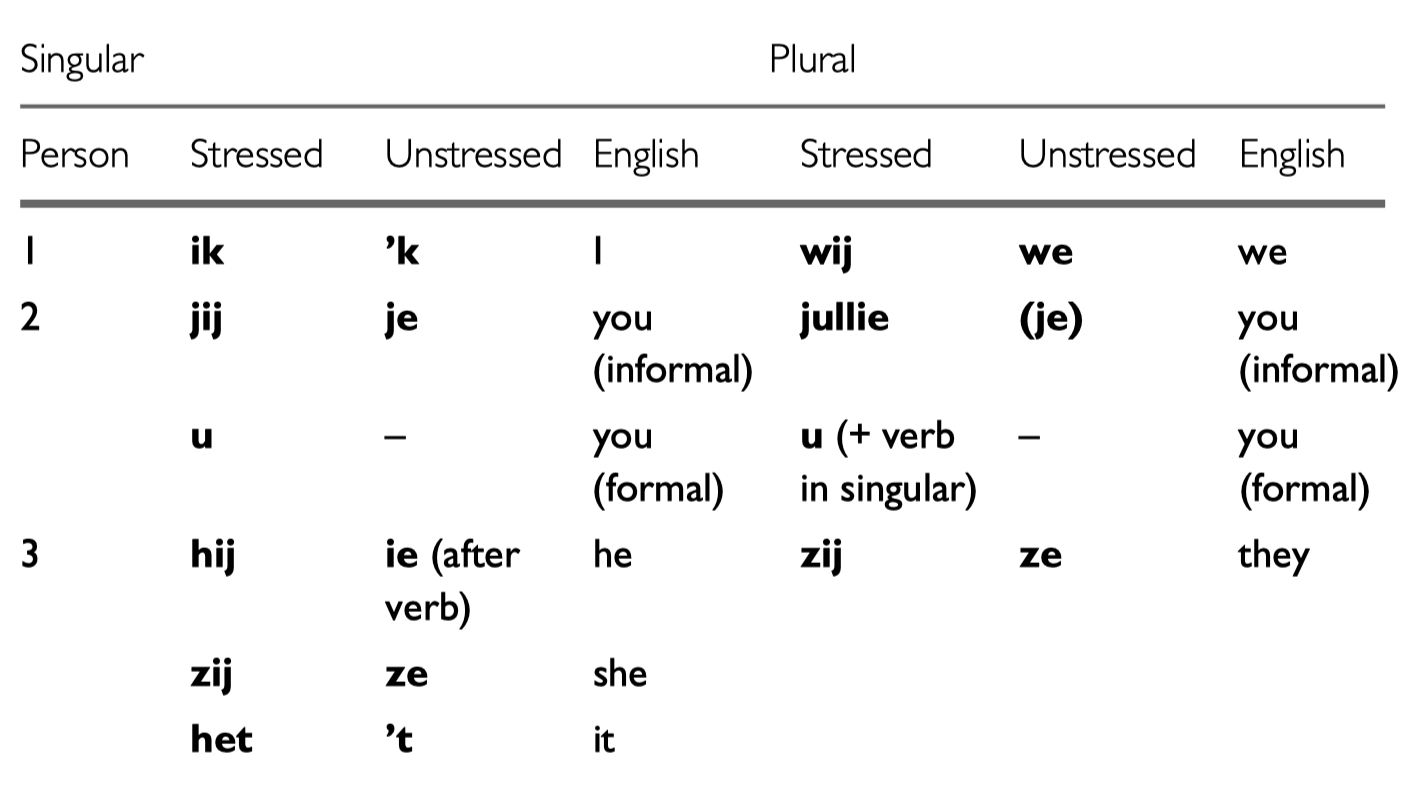 Singular Plural
Person Stressed Unstressed English Stressed Unstressed English
1 ik ’k I wij we we
2 jij je you jullie (je) you
(informal) (informal)
u – you u (+ verb – you
(formal) in singular) (formal)
3 hij ie (after he zij ze they
verb)
zij ze she
het ’t it